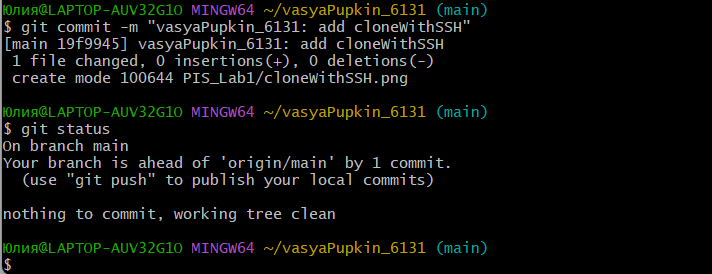 Юлия@LAPTOP-AUV32G1O MINGW64 ~/vasyaPupkin_6131 (main)
$ git commit -m "vasyaPupkin_6131: add cloneWithSSH"
[main 19f9945] vasyaPupkin_6131: add cloneWithSSH
 1 file changed, 0 insertions(+), 0 deletions(-)
 create mode 100644 PIS_Lab1/cloneWithSSH.png

Юлия@LAPTOP-AUV32G1O MINGW64 ~/vasyaPupkin_6131 (main)
$ git status
On branch main
Your branch is ahead of 'origin/main' by 1 commit.
  (use "git push" to publish your local commits)

nothing to commit, working tree clean

Юлия@LAPTOP-AUV32G1O MINGW64 ~/vasyaPupkin_6131 (main)
$